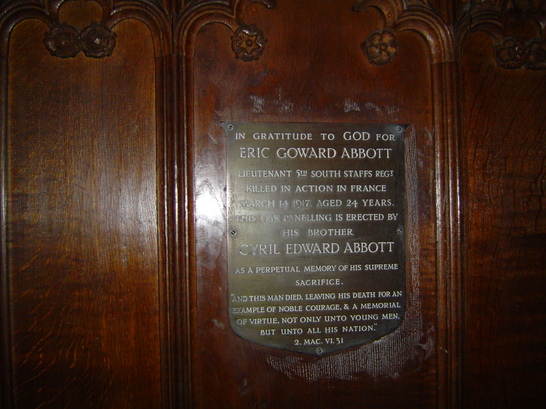 IN GRATITUDE TO GOD FOR
ERIC GOWARD ABBOTT
LIEUTENANT 5TH SOUTH STAFFS REGT
KILLED IN ACTION IN FRANCE
MARCH 14 1917. AGED 24 YEARS.
THIS OAK PANELLING IS ERECTED BY
HIS BROTHER
CYRIL EDWARD ABBOTT
AS A PERPETUAL MEMORY OF HIS SUPREME
SACRIFICE.
"AND THIS MAN DIED, LEAVING HIS DEATH FOR AN
EXAMPLE OF NOBLE COURAGE, & A MEMORIAL
OF VIRTUE, NOT ONLY UNTO YOUNG MEN,
BUT UNTO ALL HIS NATION."
2. MAC. VI. 31